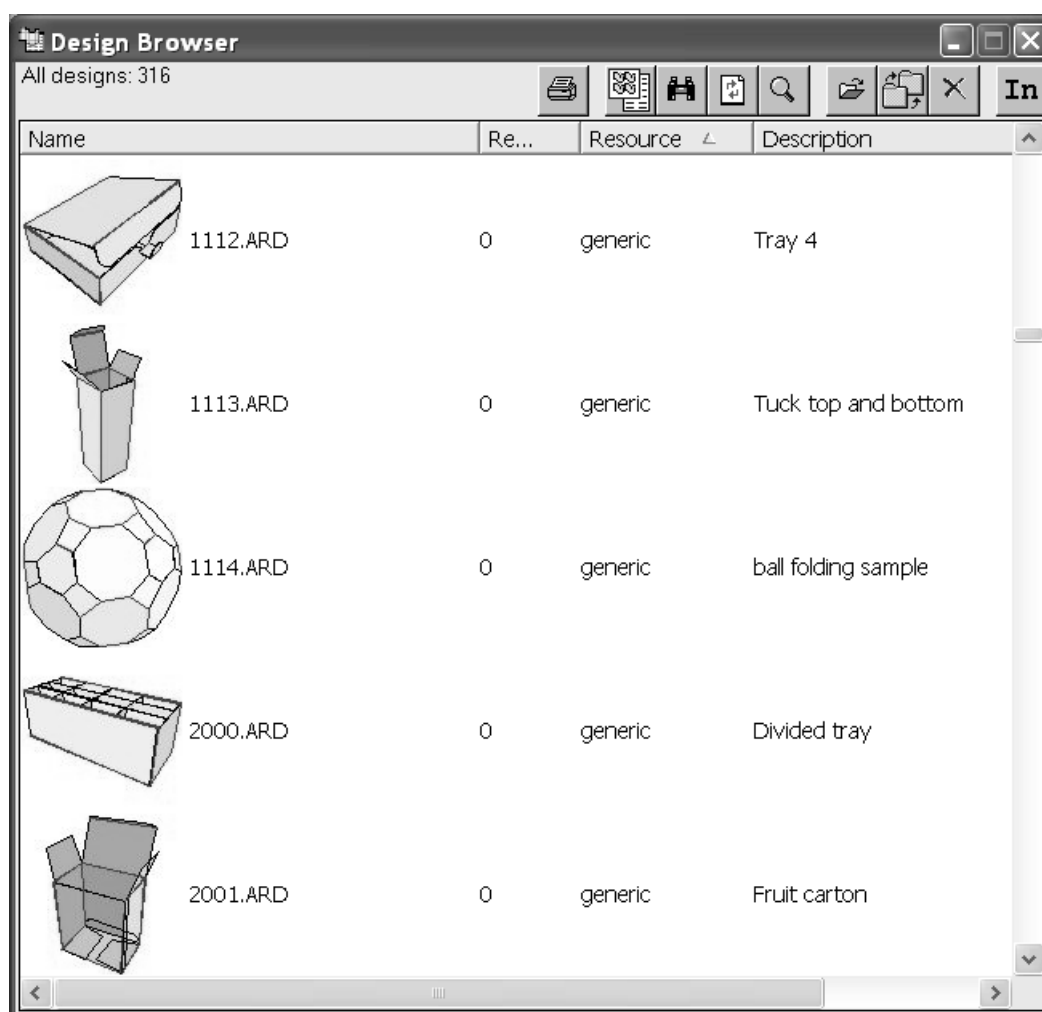 Design Browser
All designs: 316
In
Name Re... Resource Description
1112.ARD 0 generic Tray 4
1113.ARD 0 generic Tuck top and bottom
1114.ARD 0 generic ball folding sample
2000.ARD 0 generic Divided tray
2001.ARD 0 generic Fruit carton